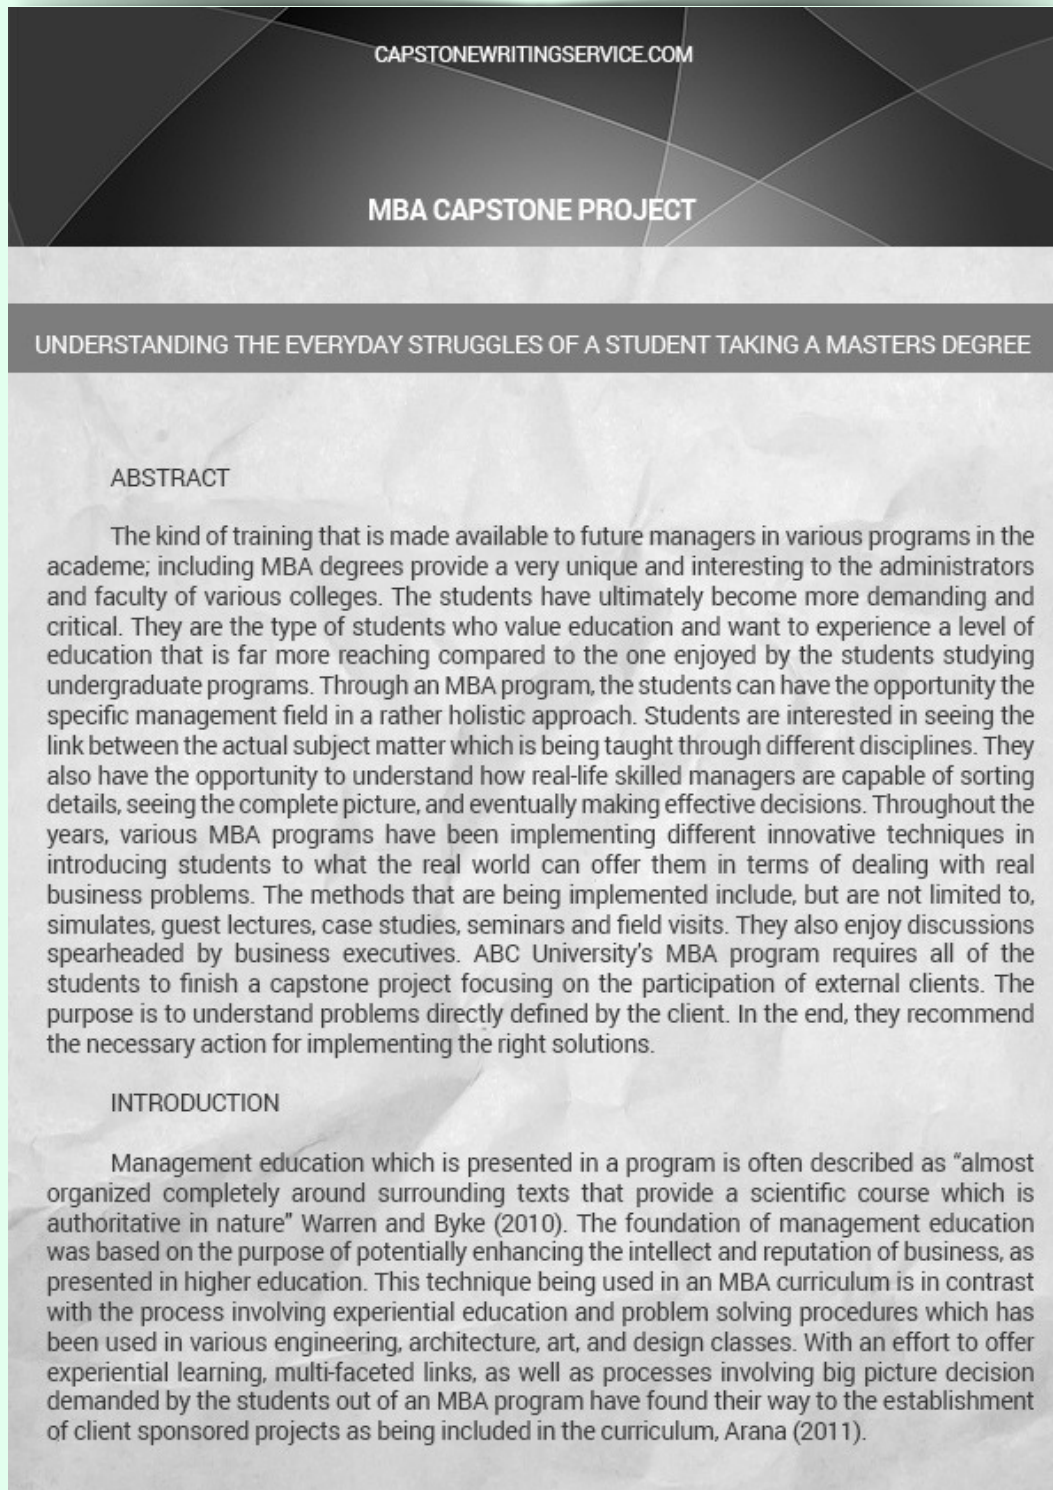 CAPSTONEWRITINGSERVICE.COM
MBA CAPSTONE PROJECT
UNDERSTANDING THE EVERYDAY STRUGGLES OF A STUDENT TAKING A MASTERS DEGREE
ABSTRACT
The kind of training that is made available to future managers in various programs in the
academe; including MBA degrees provide a very unique and interesting to the administrators
and faculty of various colleges. The students have ultimately become more demanding and
critical. They are the type of students who value education and want to experience a level of
education that is far more reaching compared to the one enjoyed by the students studying
undergraduate programs. Through an MBA program, the students can have the opportunity the
specific management field in a rather holistic approach. Students are interested in seeing the
link between the actual subject matter which is being taught through different disciplines. They
also have the opportunity to understand how real-life skilled managers are capable of sorting
details, seeing the complete picture, and eventually making effective decisions. Throughout the
years, various MBA programs have been implementing different innovative techniques in
introducing students to what the real world can offer them in terms of dealing with real
business problems. The methods that are being implemented include, but are not limited to,
simulates, guest lectures, case studies, seminars and field visits. They also enjoy discussions
spearheaded by business executives. ABC University's MBA program requires all of the
students to finish a capstone project focusing on the participation of external clients. The
purpose is to understand problems directly defined by the client. In the end, they recommend
the necessary action for implementing the right solutions.
INTRODUCTION
Management education which is presented in a program is often described as “almost
organized completely around surrounding texts that provide a scientific course which is
authoritative in nature” Warren and Byke (2010). The foundation of management education
was based on the purpose of potentially enhancing the intellect and reputation of business, as
presented in higher education. This technique being used in an MBA curriculum is in contrast
with the process involving experiential education and problem solving procedures which has
been used in various engineering, architecture, art, and design classes. With an effort to offer
experiential learning, multi-faceted links, as well as processes involving big picture decision
demanded by the students out of an MBA program have found their way to the establishment
of client sponsored projects as being included in the curriculum, Arana (2011).